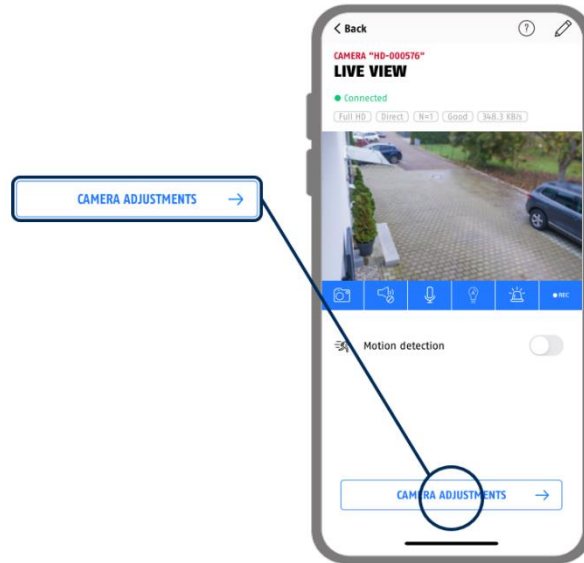 Back
CAMERA "HD-000576"
LIVE VIEW
Connected
Full HD Direct N=1 Good 348.3 KB/s
REC
Motion detection
CAMERA ADJUSTMENTS
CAMERA ADJUSTMENTS